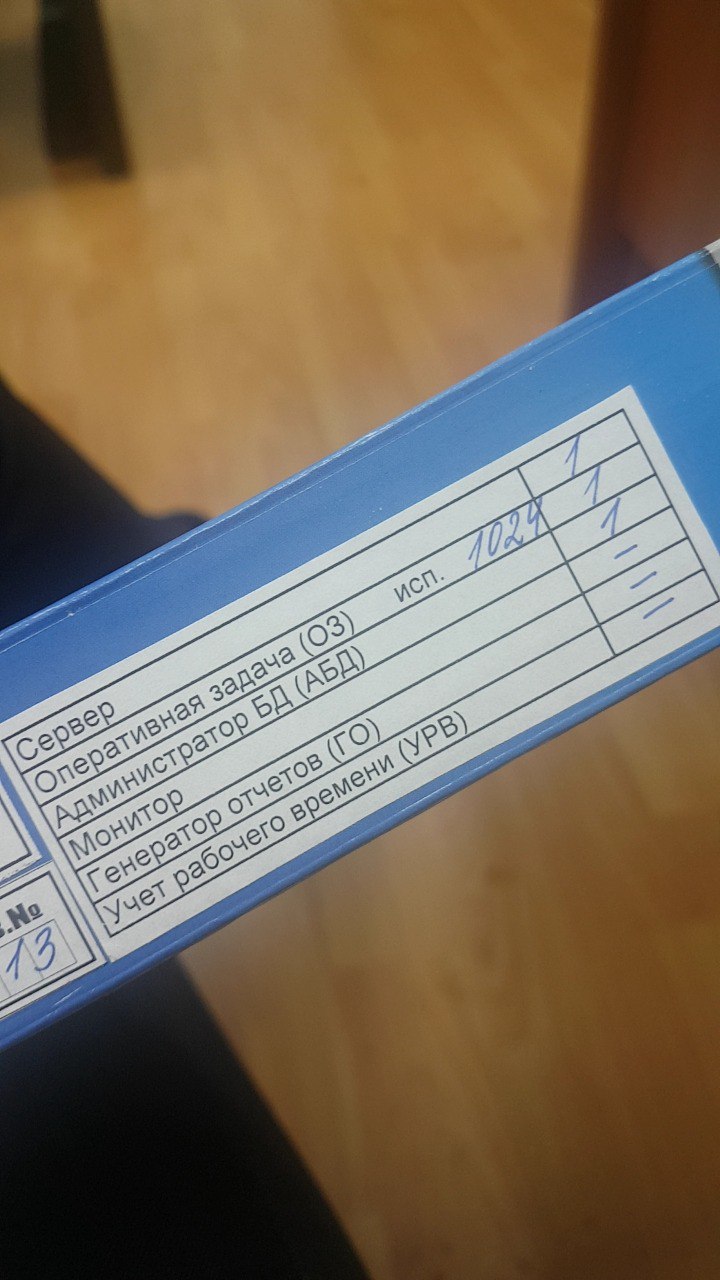 Сервер 1
Оперативная задача (ОЗ) исп. 1024 1
Администратор БД (АБД) 1
Монитор –
Генератор отчетов (ГО) –
Учет рабочего времени (УРВ) –
.№
13